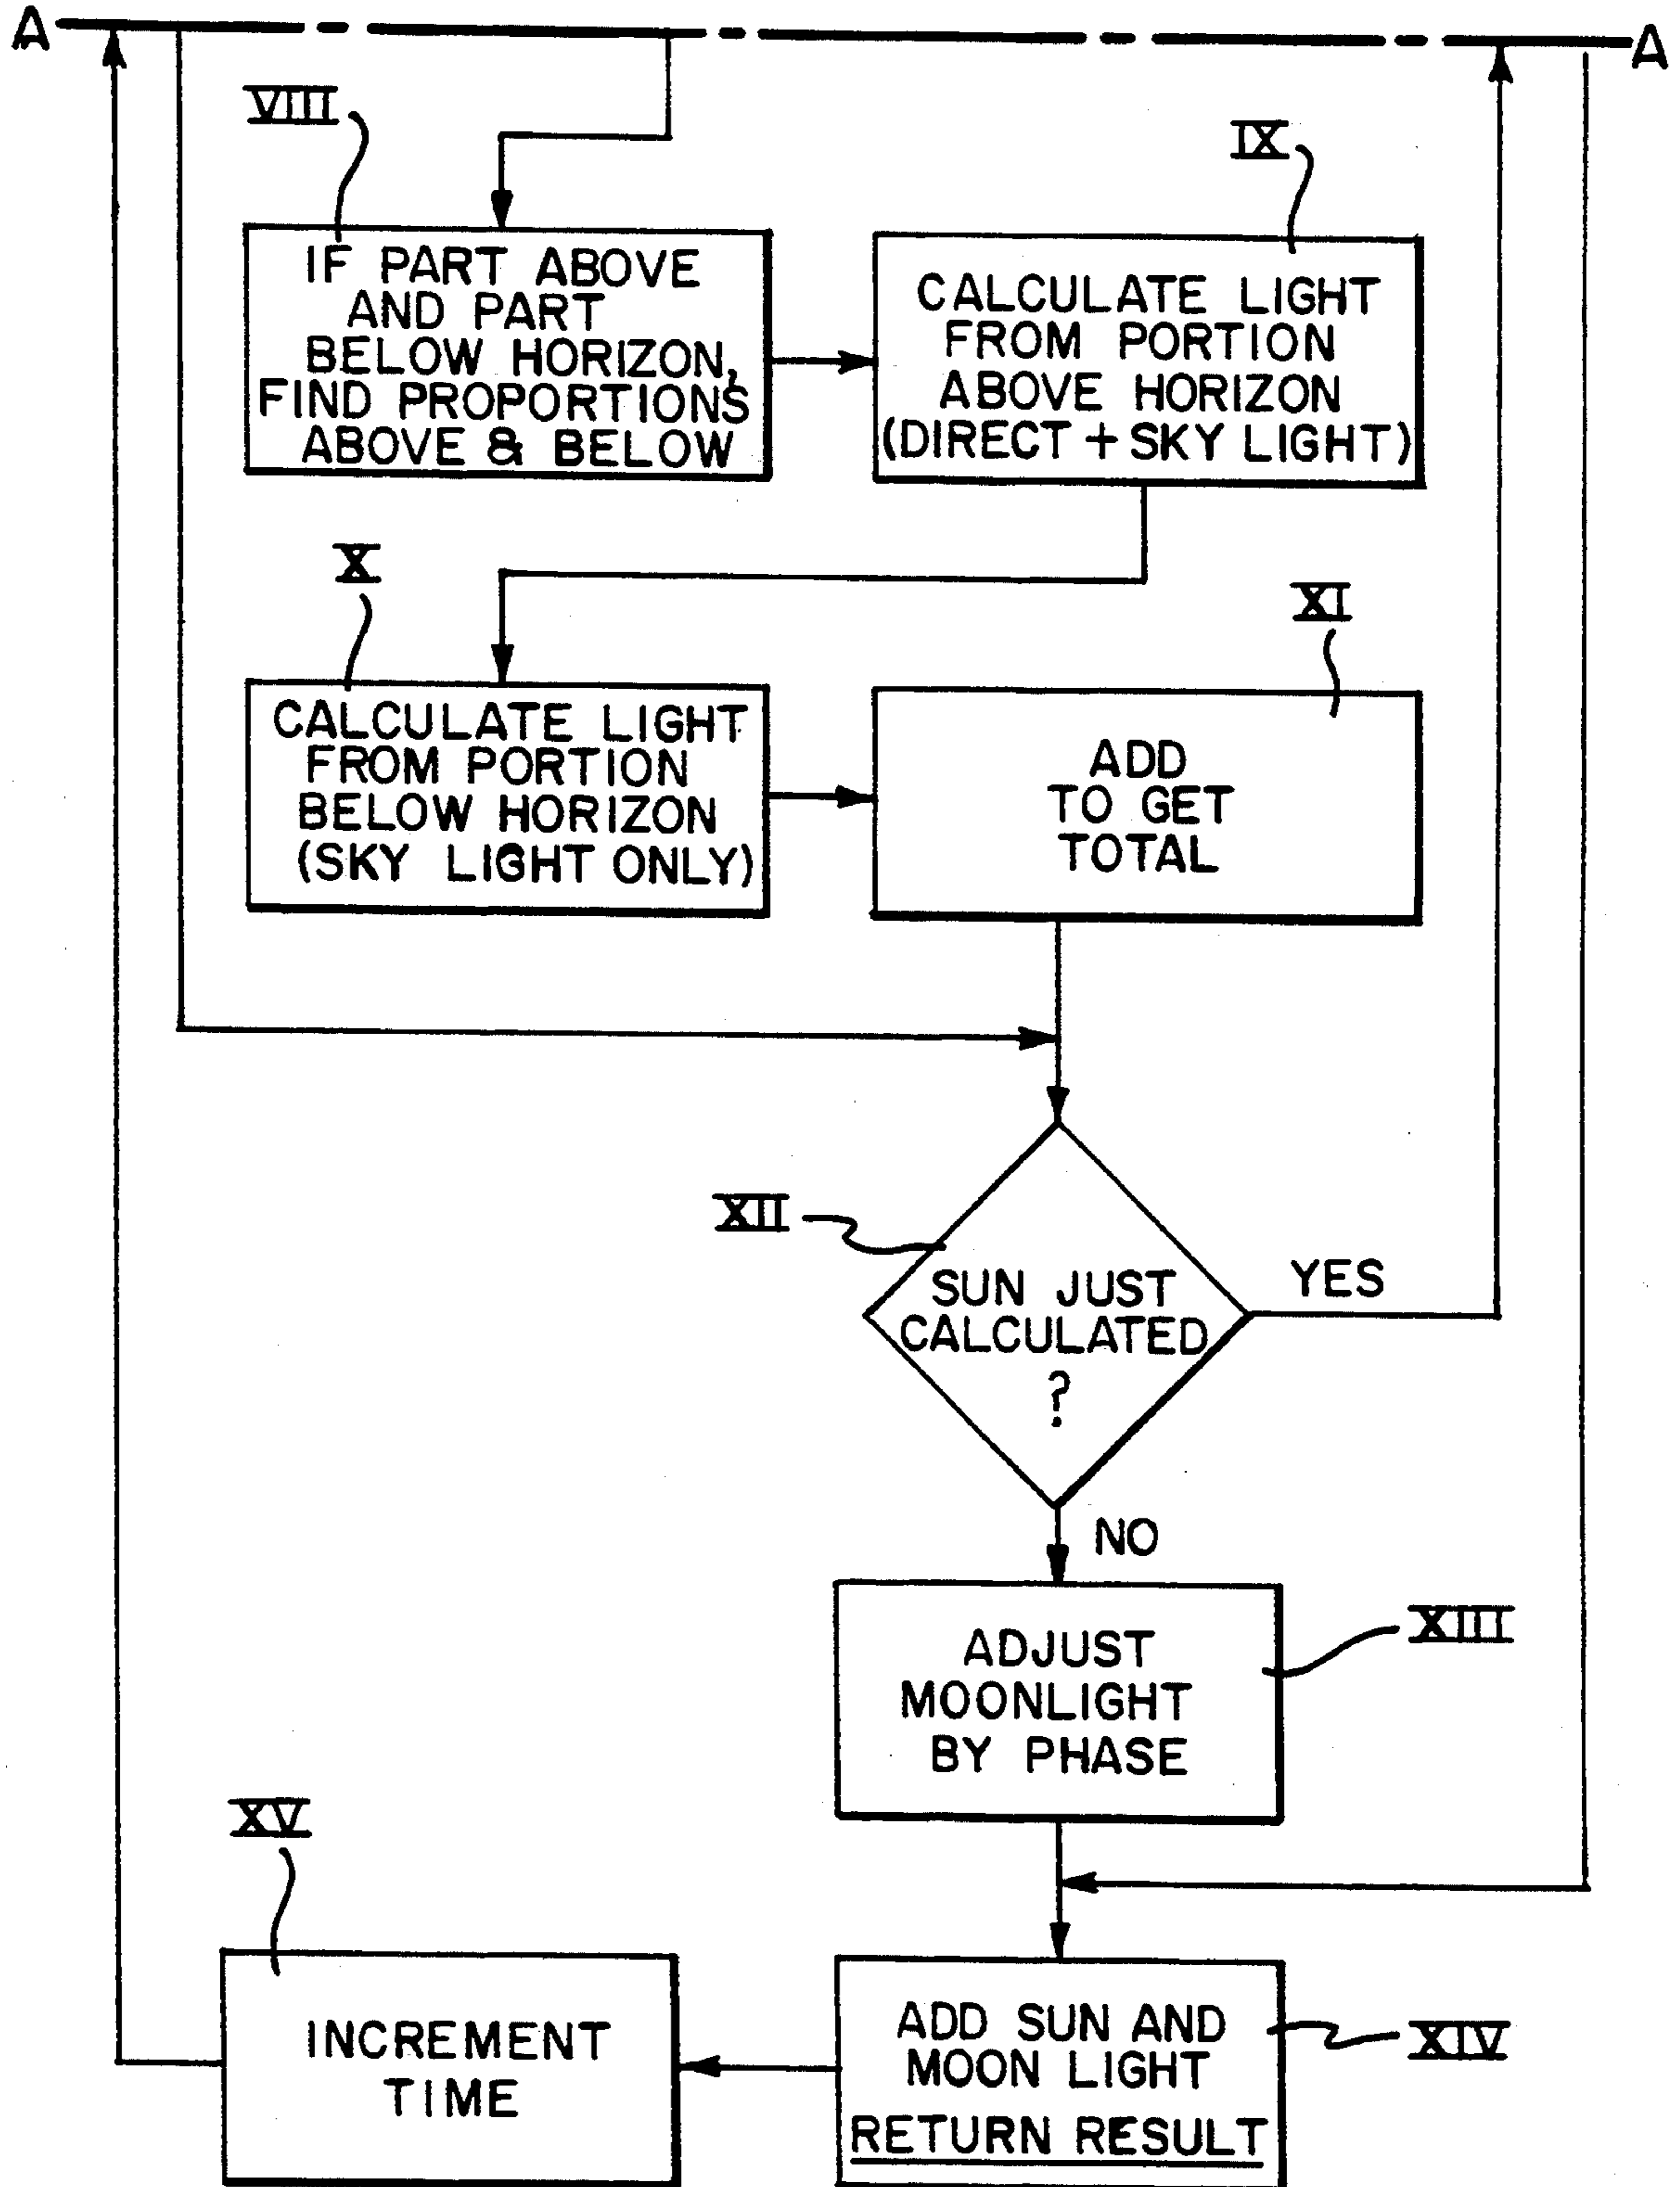 A
A
VIII
IF PART ABOVE
AND PART
BELOW HORIZON,
FIND PROPORTIONS
ABOVE & BELOW
IX
CALCULATE LIGHT
FROM PORTION
ABOVE HORIZON
(DIRECT + SKY LIGHT)
X
CALCULATE LIGHT
FROM PORTION
BELOW HORIZON
(SKY LIGHT ONLY)
XI
ADD
TO GET
TOTAL
XII
SUN JUST
CALCULATED
?
YES
NO
XIII
ADJUST
MOONLIGHT
BY PHASE
XIV
ADD SUN AND
MOON LIGHT
RETURN RESULT
XV
INCREMENT
TIME